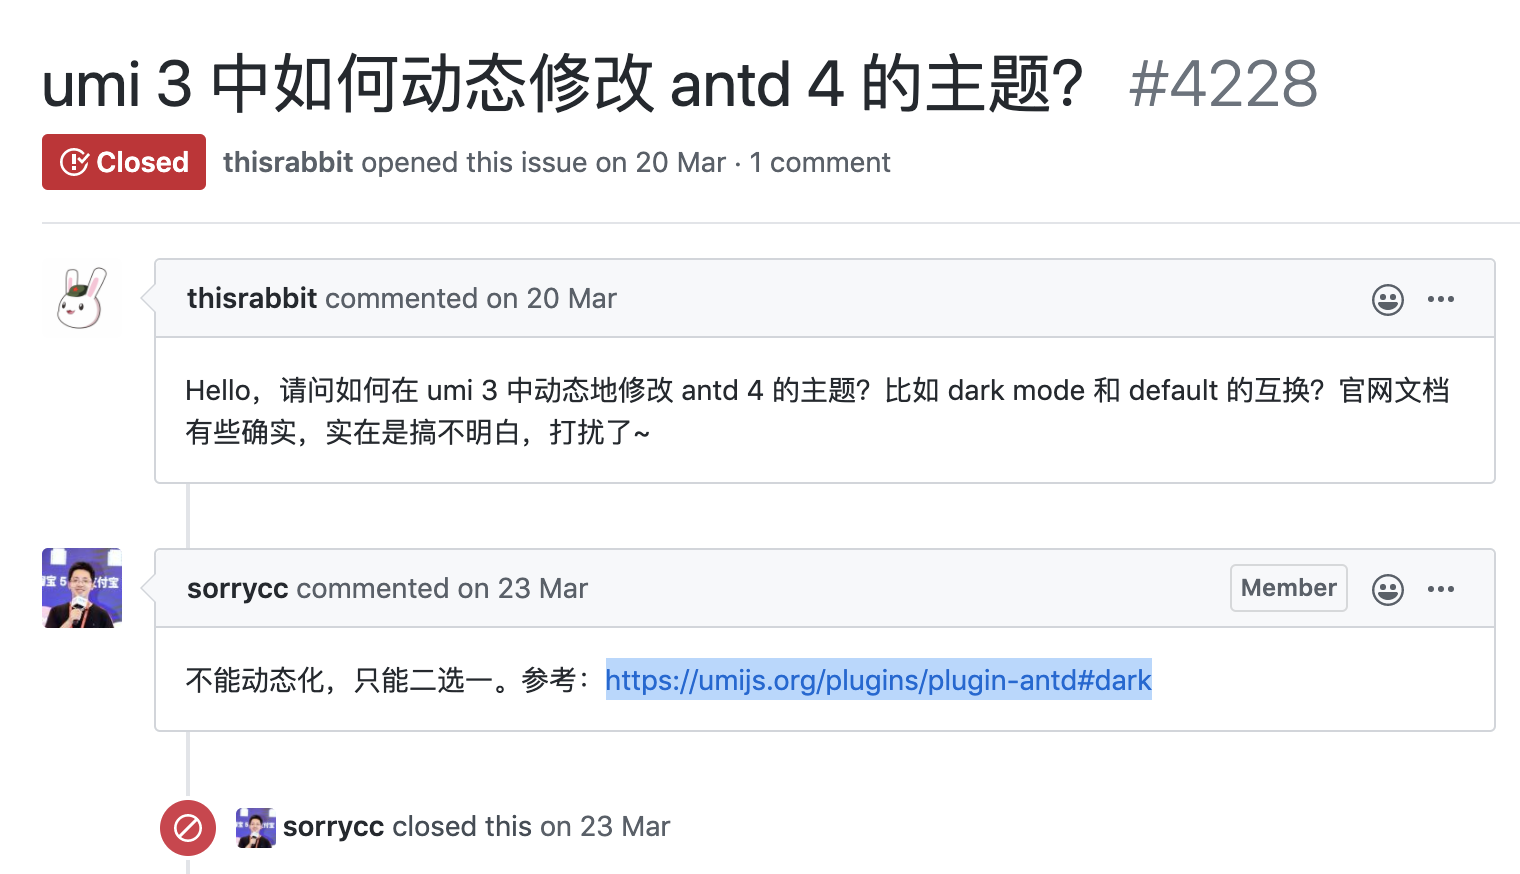 umi 3 中如何动态修改 antd 4 的主题？ #4228
Closed thisrabbit opened this issue on 20 Mar · 1 comment
thisrabbit commented on 20 Mar
Hello，请问如何在 umi 3 中动态地修改 antd 4 的主题？比如 dark mode 和 default 的互换？官网文档
有些确实，实在是搞不明白，打扰了~
sorrycc commented on 23 Mar Member
不能动态化，只能二选一。参考：https://umijs.org/plugins/plugin-antd#dark
sorrycc closed this on 23 Mar